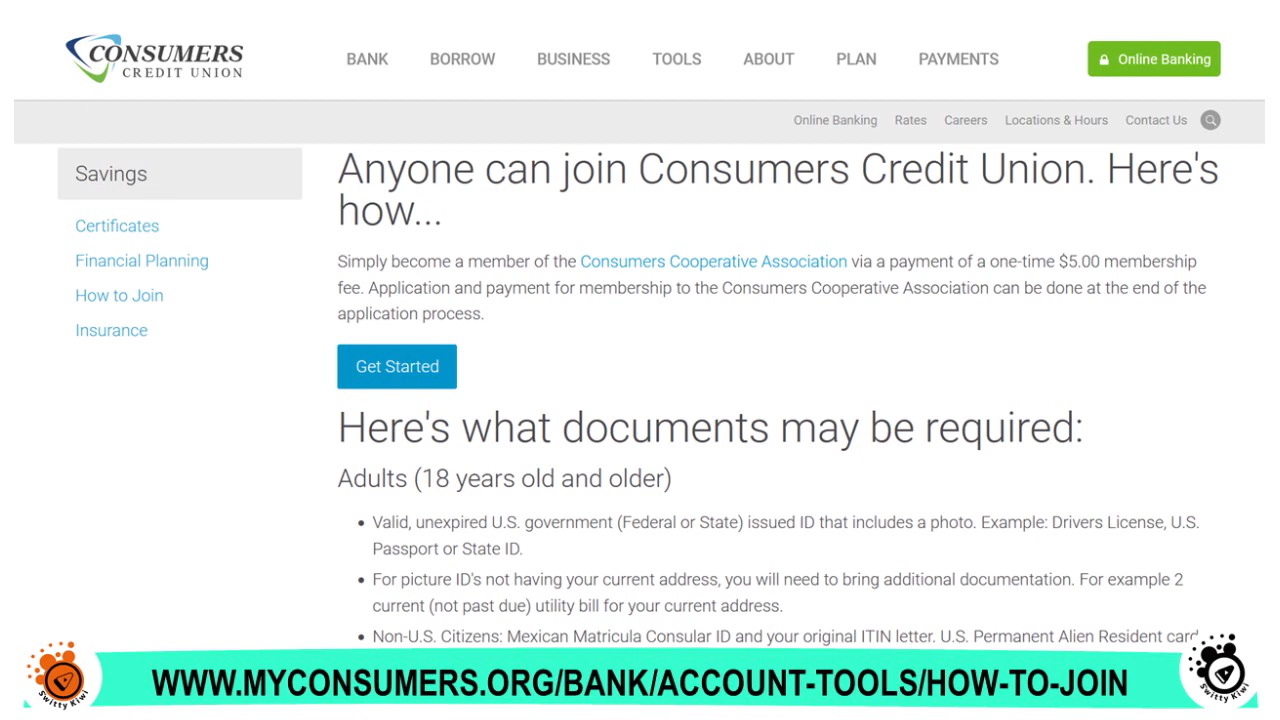 CONSUMERS
CREDIT UNION
BANK BORROW BUSINESS TOOLS ABOUT PLAN PAYMENTS
Online Banking
Online Banking Rates Careers Locations & Hours Contact Us
Savings
Certificates
Financial Planning
How to Join
Insurance
Anyone can join Consumers Credit Union. Here's
how...
Simply become a member of the Consumers Cooperative Association via a payment of a one-time $5.00 membership
fee. Application and payment for membership to the Consumers Cooperative Association can be done at the end of the
application process.
Get Started
Here's what documents may be required:
Adults (18 years old and older)
• Valid, unexpired U.S. government (Federal or State) issued ID that includes a photo. Example: Drivers License, U.S.
Passport or State ID.
• For picture ID's not having your current address, you will need to bring additional documentation. For example 2
current (not past due) utility bill for your current address.
• Non-U.S. Citizens: Mexican Matricula Consular ID and your original ITIN letter. U.S. Permanent Alien Resident card
Switty Kiwi
WWW.MYCONSUMERS.ORG/BANK/ACCOUNT-TOOLS/HOW-TO-JOIN
Switty Kiwi